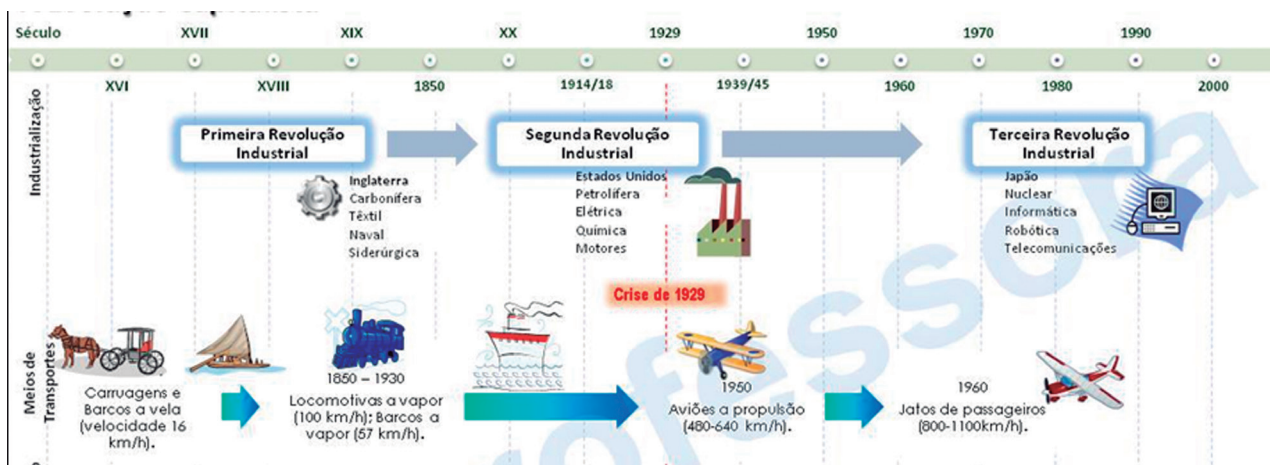 Século XVII XIX XX 1929 1950 1970 1990
XVI XVIII 1850 1914/18 1939/45 1960 1980 2000
Industrialização
Primeira Revolução
Industrial
Inglaterra
Carbonífera
Têxtil
Naval
Siderúrgica
Segunda Revolução
Industrial
Estados Unidos
Petrolífera
Elétrica
Química
Motores
Terceira Revolução
Industrial
Japão
Nuclear
Informática
Robótica
Telecomunicações
Crise de 1929
Meios de
Transportes
Carruagens e
Barcos a vela
(velocidade 16
km/h).
1850 – 1930
Locomotivas a vapor
(100 km/h); Barcos a
vapor (57 km/h).
1950
Aviões a propulsão
(480-640 km/h).
1960
Jatos de passageiros
(800-1100km/h).
ofessora